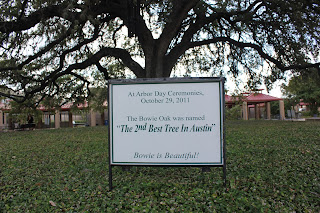 At Arbor Day Ceremonies,
October 29, 2011
The Bowie Oak was named
"The 2nd Best Tree In Austin"
Bowie is Beautiful!